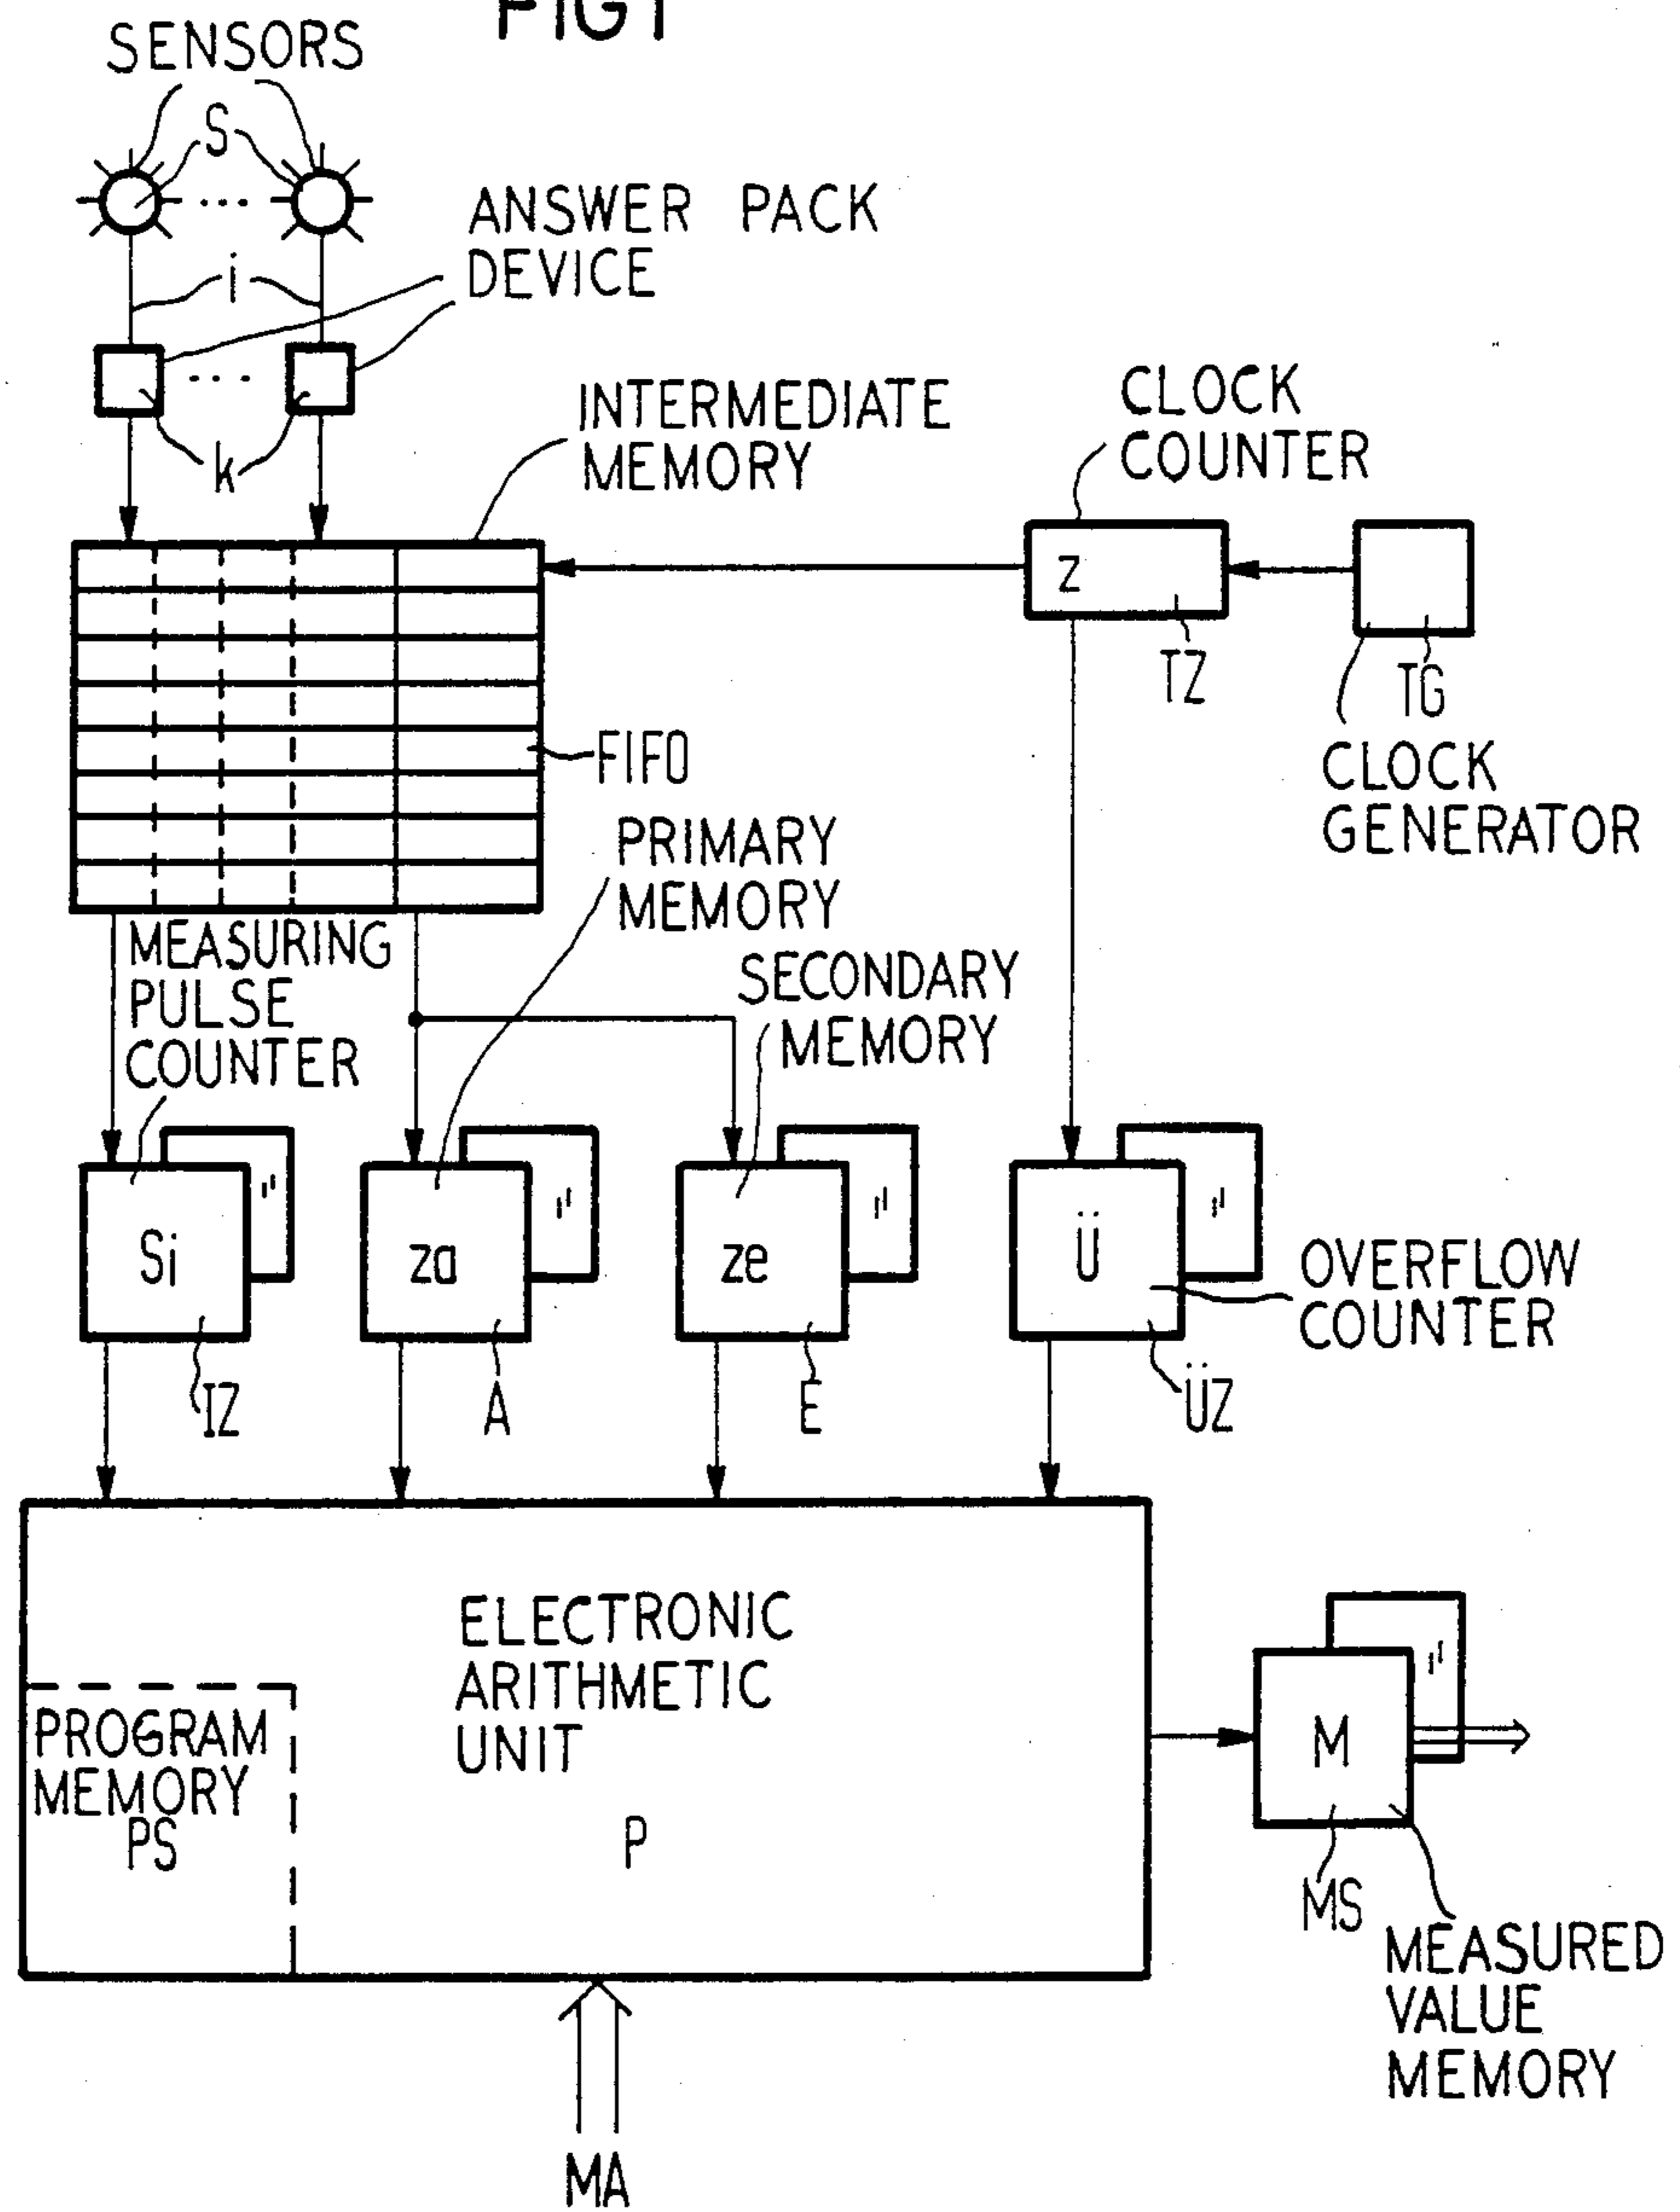 FIG1
SENSORS
S
ANSWER PACK
DEVICE
i
k
INTERMEDIATE
MEMORY
CLOCK
COUNTER
z
TZ
TG
CLOCK
GENERATOR
FIFO
PRIMARY
MEMORY
MEASURING
PULSE
COUNTER
SECONDARY
MEMORY
Si
za
ze
Ü
OVERFLOW
COUNTER
IZ
A
E
ÜZ
ELECTRONIC
ARITHMETIC
UNIT
P
PROGRAM
MEMORY
PS
M
MS
MEASURED
VALUE
MEMORY
MA